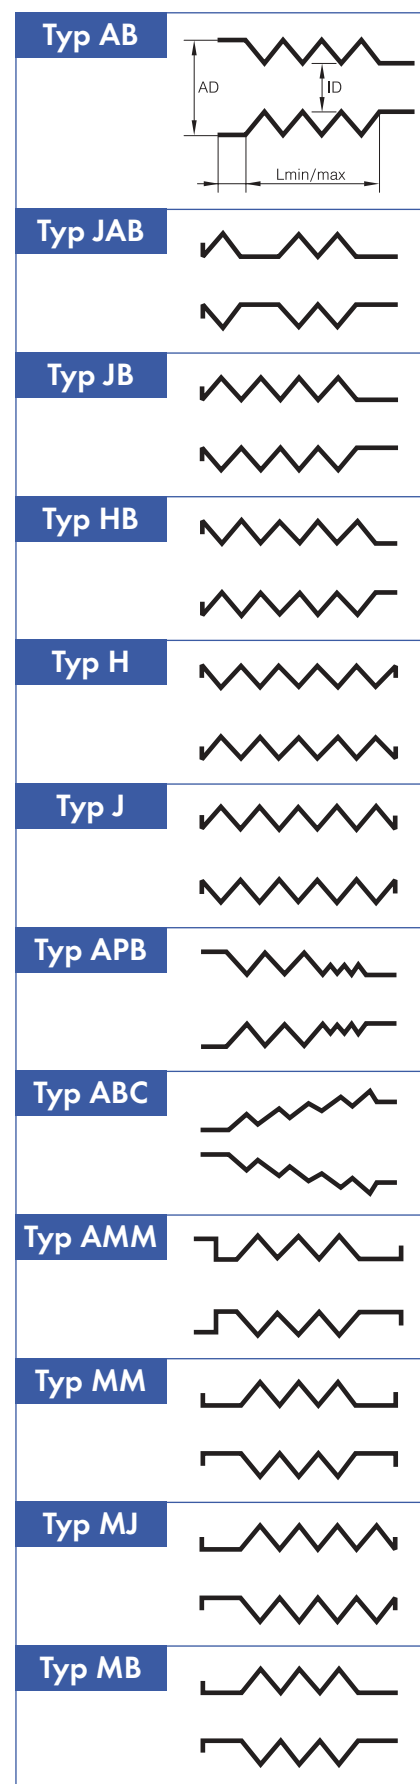 Typ AB
AD
ID
Lmin/max
Typ JAB
Typ JB
Typ HB
Typ H
Typ J
Typ APB
Typ ABC
Typ AMM
Typ MM
Typ MJ
Typ MB